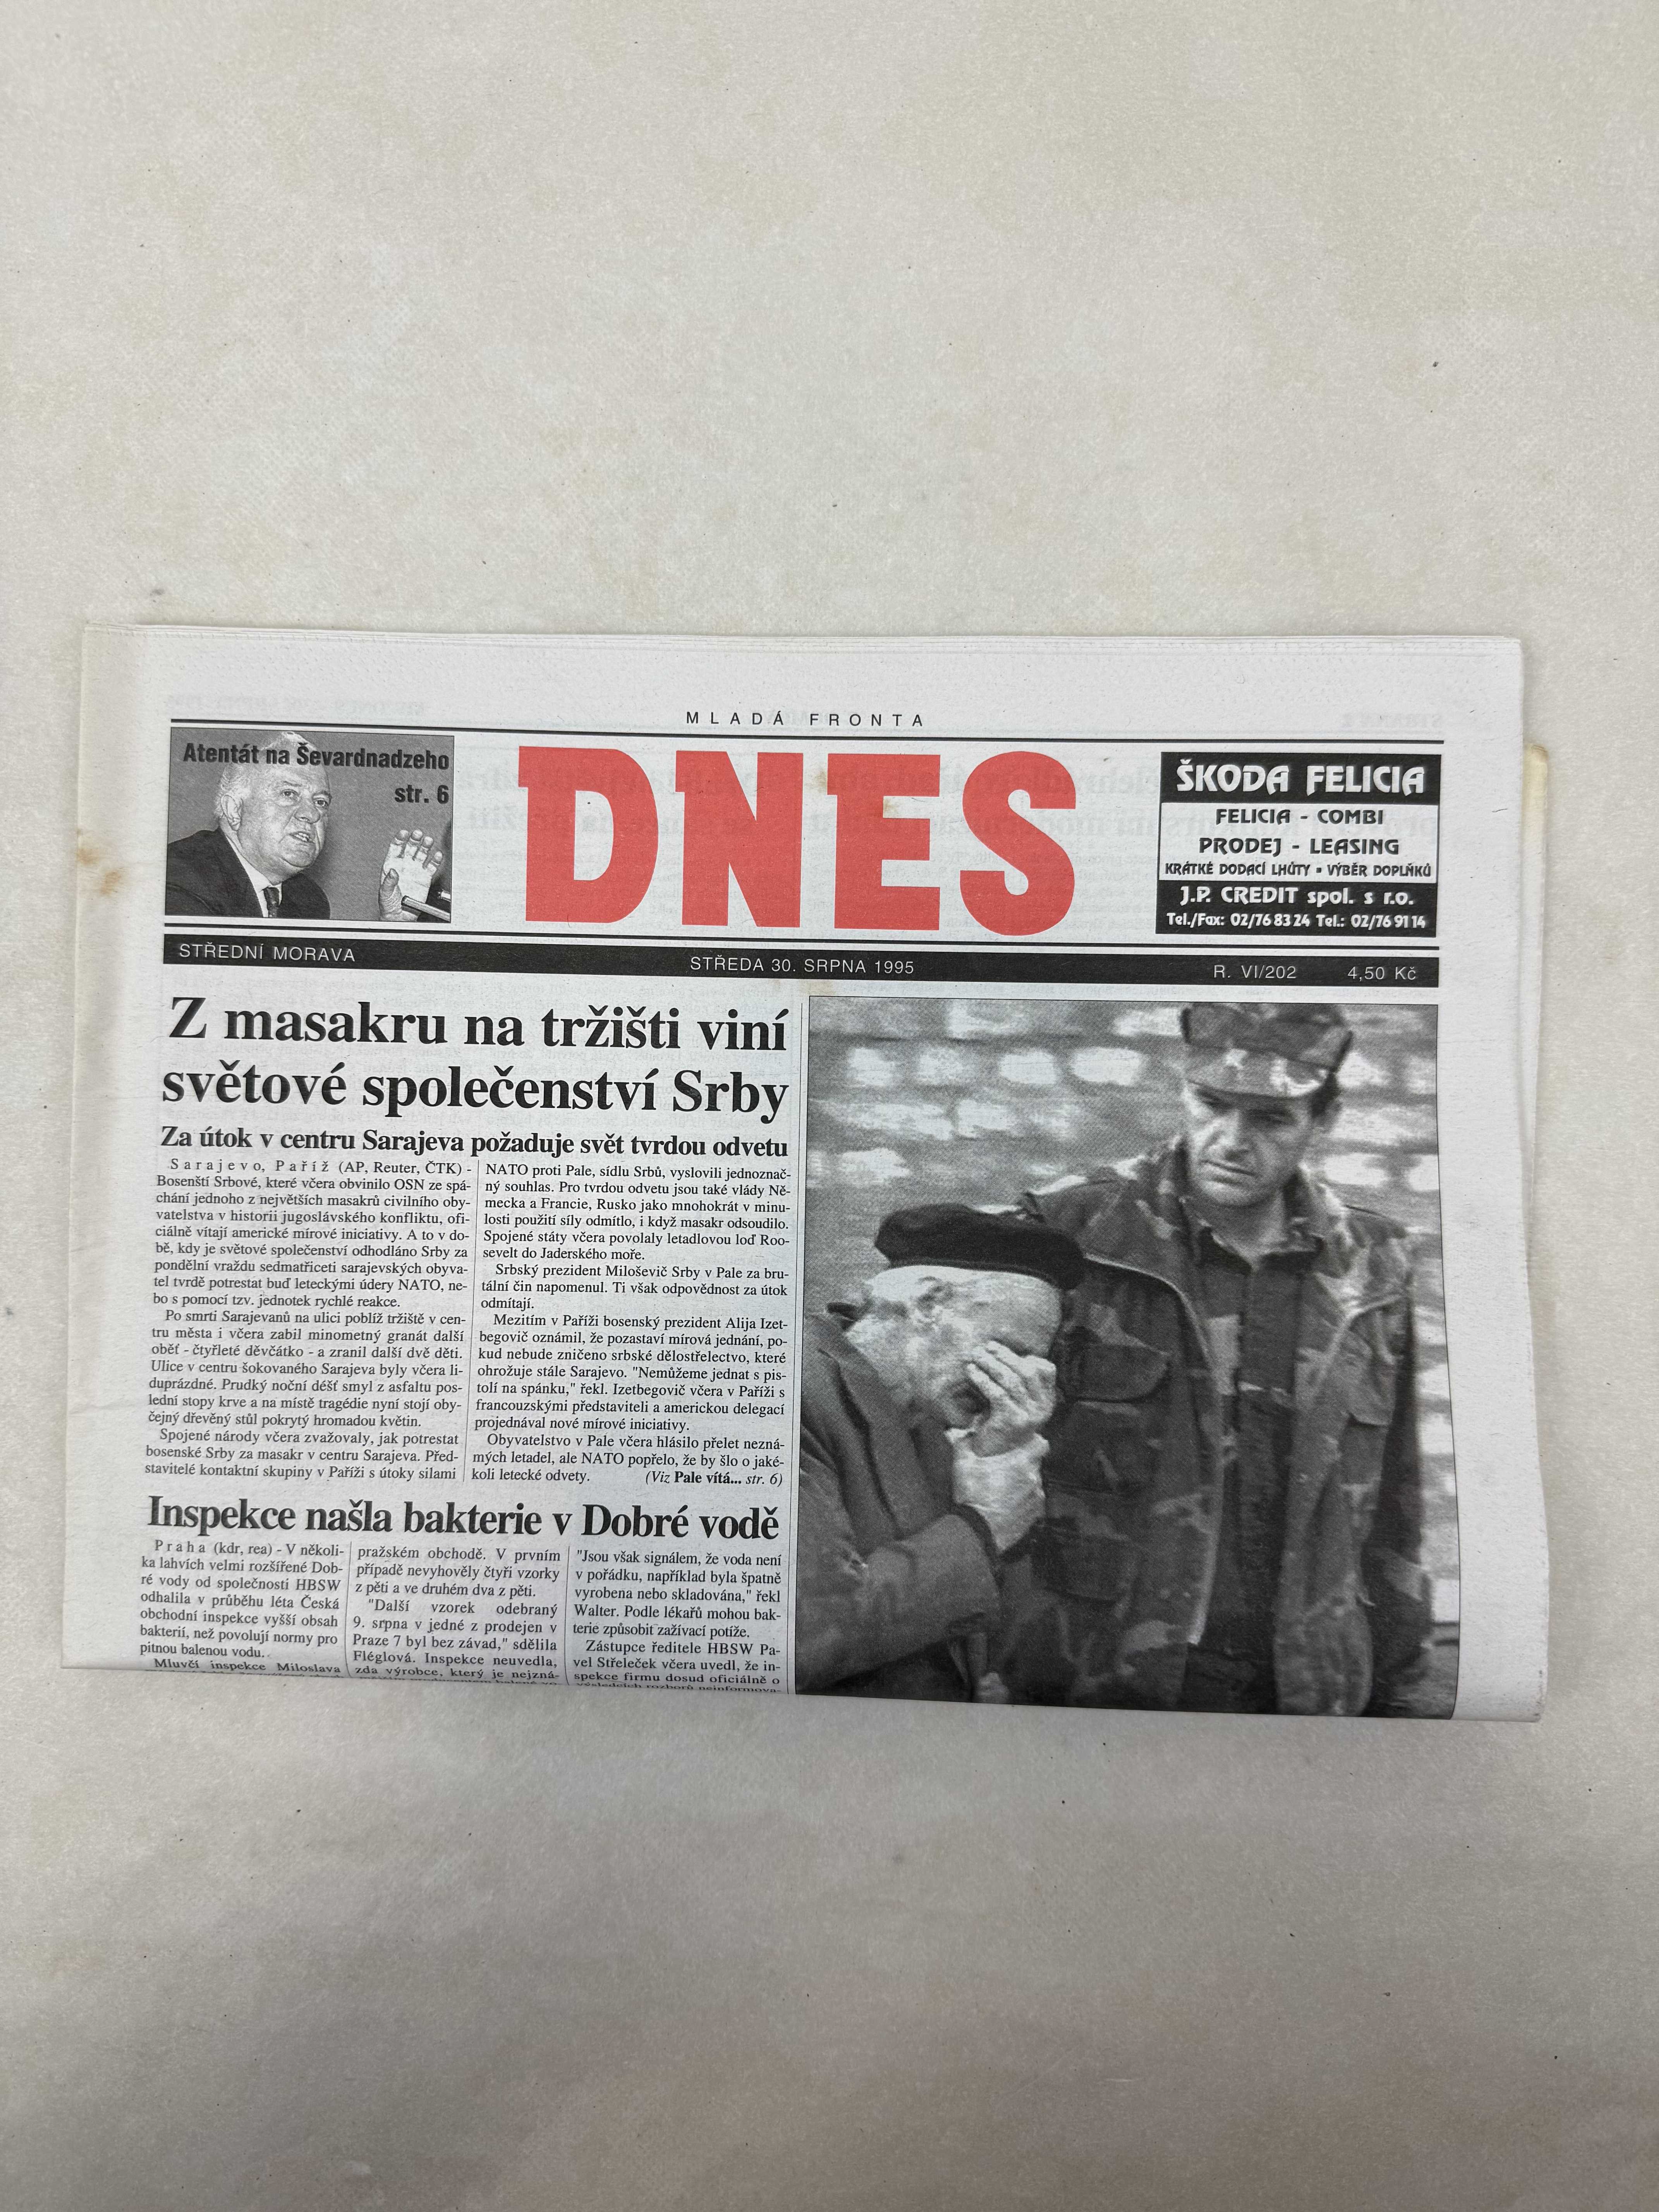 MLADÁ FRONTA
Atentát na Ševardnadzeho
str. 6
DNES
ŠKODA FELICIA
FELICIA - COMBI
PRODEJ - LEASING
KRÁTKÉ DODACÍ LHŮTY ▪ VÝBĚR DOPLŇKŮ
J.P. CREDIT spol. s r.o.
Tel./Fax: 02/76 83 24 Tel.: 02/76 91 14
STŘEDNÍ MORAVA
STŘEDA 30. SRPNA 1995
R. VI/202 4,50 Kč
Z masakru na tržišti viní
světové společenství Srby
Za útok v centru Sarajeva požaduje svět tvrdou odvetu
Sarajevo, Paříž (AP, Reuter, ČTK) -
Bosenští Srbové, které včera obvinilo OSN ze spá-
chání jednoho z největších masakrů civilního oby-
vatelstva v historii jugoslávského konfliktu, ofi-
ciálně vítají americké mírové iniciativy. A to v do-
bě, kdy je světové společenství odhodláno Srby za
pondělní vraždu sedmatřiceti sarajevských obyva-
tel tvrdě potrestat buď leteckými údery NATO, ne-
bo s pomocí tzv. jednotek rychlé reakce.
Po smrti Sarajevanů na ulici poblíž tržiště v cen-
tru města i včera zabil minometný granát další
oběť - čtyřleté děvčátko - a zranil další dvě děti.
Ulice v centru šokovaného Sarajeva byly včera li-
duprázdné. Prudký noční déšť smyl z asfaltu pos-
lední stopy krve a na místě tragédie nyní stojí oby-
čejný dřevěný stůl pokrytý hromadou květin.
Spojené národy včera zvažovaly, jak potrestat
bosenské Srby za masakr v centru Sarajeva. Před-
stavitelé kontaktní skupiny v Paříži s útoky silami
NATO proti Pale, sídlu Srbů, vyslovili jednoznač-
ný souhlas. Pro tvrdou odvetu jsou také vlády Ně-
mecka a Francie, Rusko jako mnohokrát v minu-
losti použití síly odmítlo, i když masakr odsoudilo.
Spojené státy včera povolaly letadlovou loď Roo-
sevelt do Jaderského moře.
Srbský prezident Miloševič Srby v Pale za bru-
tální čin napomenul. Ti však odpovědnost za útok
odmítají.
Mezitím v Paříži bosenský prezident Alija Izet-
begovič oznámil, že pozastaví mírová jednání, po-
kud nebude zničeno srbské dělostřelectvo, které
ohrožuje stále Sarajevo. "Nemůžeme jednat s pis-
tolí na spánku," řekl. Izetbegovič včera v Paříži s
francouzskými představiteli a americkou delegací
projednával nové mírové iniciativy.
Obyvatelstvo v Pale včera hlásilo přelet nezná-
mých letadel, ale NATO popřelo, že by šlo o jaké-
koli letecké odvety. (Viz Pale vítá... str. 6)
Inspekce našla bakterie v Dobré vodě
Praha (kdr, rea) - V několi-
ka lahvích velmi rozšířené Dob-
ré vody od společnosti HBSW
odhalila v průběhu léta Česká
obchodní inspekce vyšší obsah
bakterií, než povolují normy pro
pitnou balenou vodu.
Mluvčí inspekce Miloslava
pražském obchodě. V prvním
případě nevyhověly čtyři vzorky
z pěti a ve druhém dva z pěti.
"Další vzorek odebraný
9. srpna v jedné z prodejen v
Praze 7 byl bez závad," sdělila
Fléglová. Inspekce neuvedla,
zda výrobce, který je nejzná-
"Jsou však signálem, že voda není
v pořádku, například byla špatně
vyrobena nebo skladována," řekl
Walter. Podle lékařů mohou bak-
terie způsobit zažívací potíže.
Zástupce ředitele HBSW Pa-
vel Střeleček včera uvedl, že in-
spekce firmu dosud oficiálně o